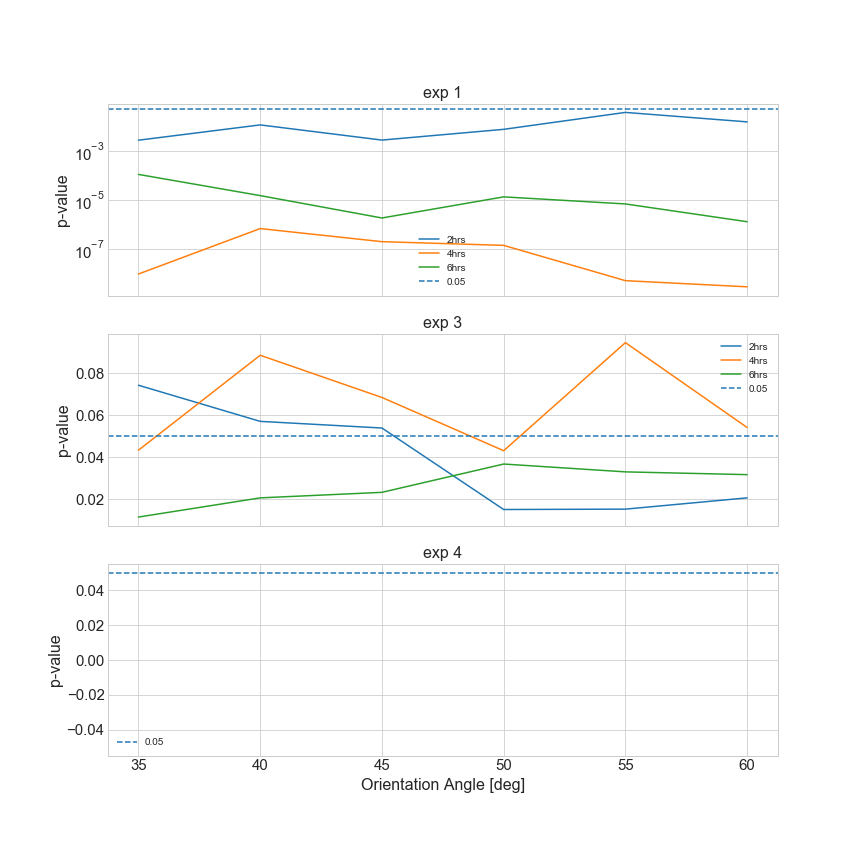 exp 1
10−3
10−5
10−7
p-value
2hrs
4hrs
6hrs
0.05
exp 3
0.08
0.06
0.04
0.02
p-value
2hrs
4hrs
6hrs
0.05
exp 4
0.04
0.02
0.00
−0.02
−0.04
p-value
0.05
35 40 45 50 55 60
Orientation Angle [deg]